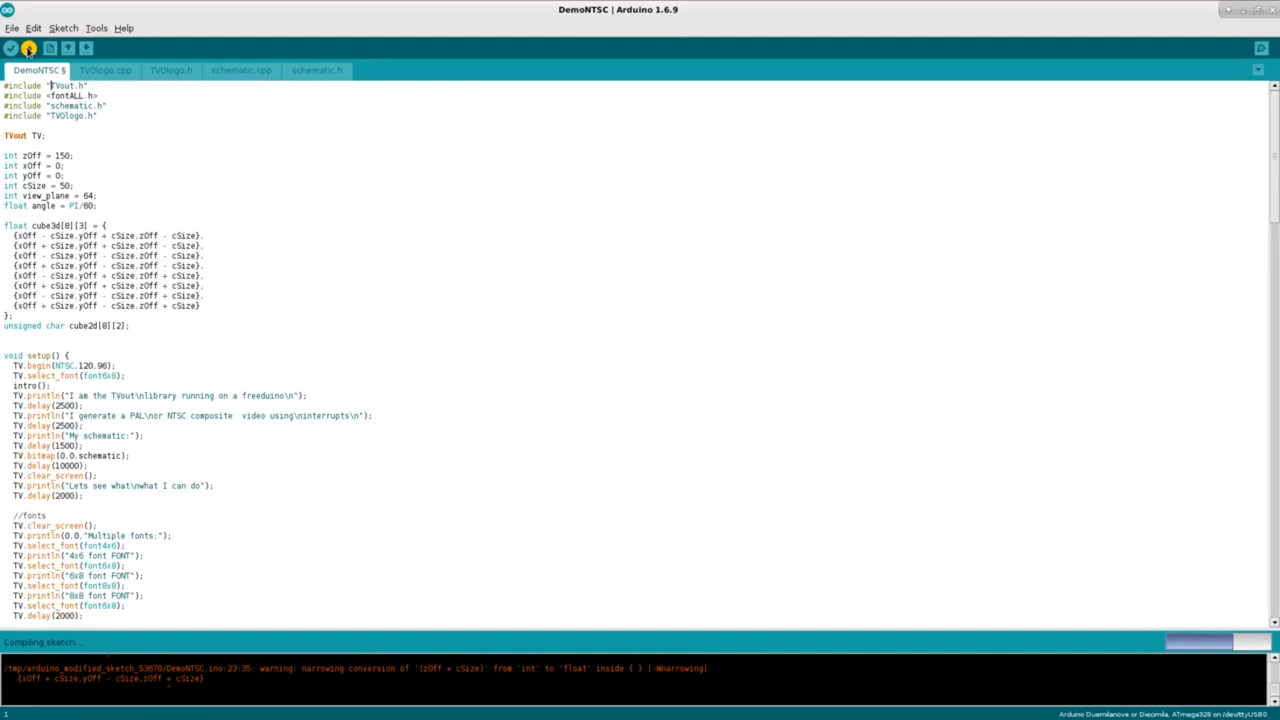 DemoNTSC | Arduino 1.6.9
File Edit Sketch Tools Help
DemoNTSC § TVOlogo.cpp TVOlogo.h schematic.cpp schematic.h
#include "TVout.h"
#include <fontALL.h>
#include "schematic.h"
#include "TVOlogo.h"
TVout TV;
int zOff = 150;
int xOff = 0;
int yOff = 0;
int cSize = 50;
int view_plane = 64;
float angle = PI/60;
float cube3d[8][3] = {
{xOff - cSize,yOff + cSize,zOff - cSize},
{xOff + cSize,yOff + cSize,zOff - cSize},
{xOff - cSize,yOff - cSize,zOff - cSize},
{xOff + cSize,yOff - cSize,zOff - cSize},
{xOff - cSize,yOff + cSize,zOff + cSize},
{xOff + cSize,yOff + cSize,zOff + cSize},
{xOff - cSize,yOff - cSize,zOff + cSize},
{xOff + cSize,yOff - cSize,zOff + cSize}
};
unsigned char cube2d[8][2];
void setup() {
TV.begin(NTSC,120,96);
TV.select_font(font6x8);
intro();
TV.println("I am the TVout\nlibrary running on a freeduino\n");
TV.delay(2500);
TV.println("I generate a PAL\nor NTSC composite  video using\ninterrupts\n");
TV.delay(2500);
TV.println("My schematic:");
TV.delay(1500);
TV.bitmap(0,0,schematic);
TV.delay(10000);
TV.clear_screen();
TV.println("Lets see what\nwhat I can do");
TV.delay(2000);
//fonts
TV.clear_screen();
TV.println(0,0,"Multiple fonts:");
TV.select_font(font4x6);
TV.println("4x6 font FONT");
TV.select_font(font6x8);
TV.println("6x8 font FONT");
TV.select_font(font8x8);
TV.println("8x8 font FONT");
TV.select_font(font6x8);
TV.delay(2000);
Compiling sketch...
/tmp/arduino_modified_sketch_53670/DemoNTSC.ino:23:35: warning: narrowing conversion of '(zOff + cSize)' from 'int' to 'float' inside { } [-Wnarrowing]
{xOff + cSize,yOff - cSize,zOff + cSize}
^
1 Arduino Duemilanove or Diecimila, ATmega328 on /dev/ttyUSB0